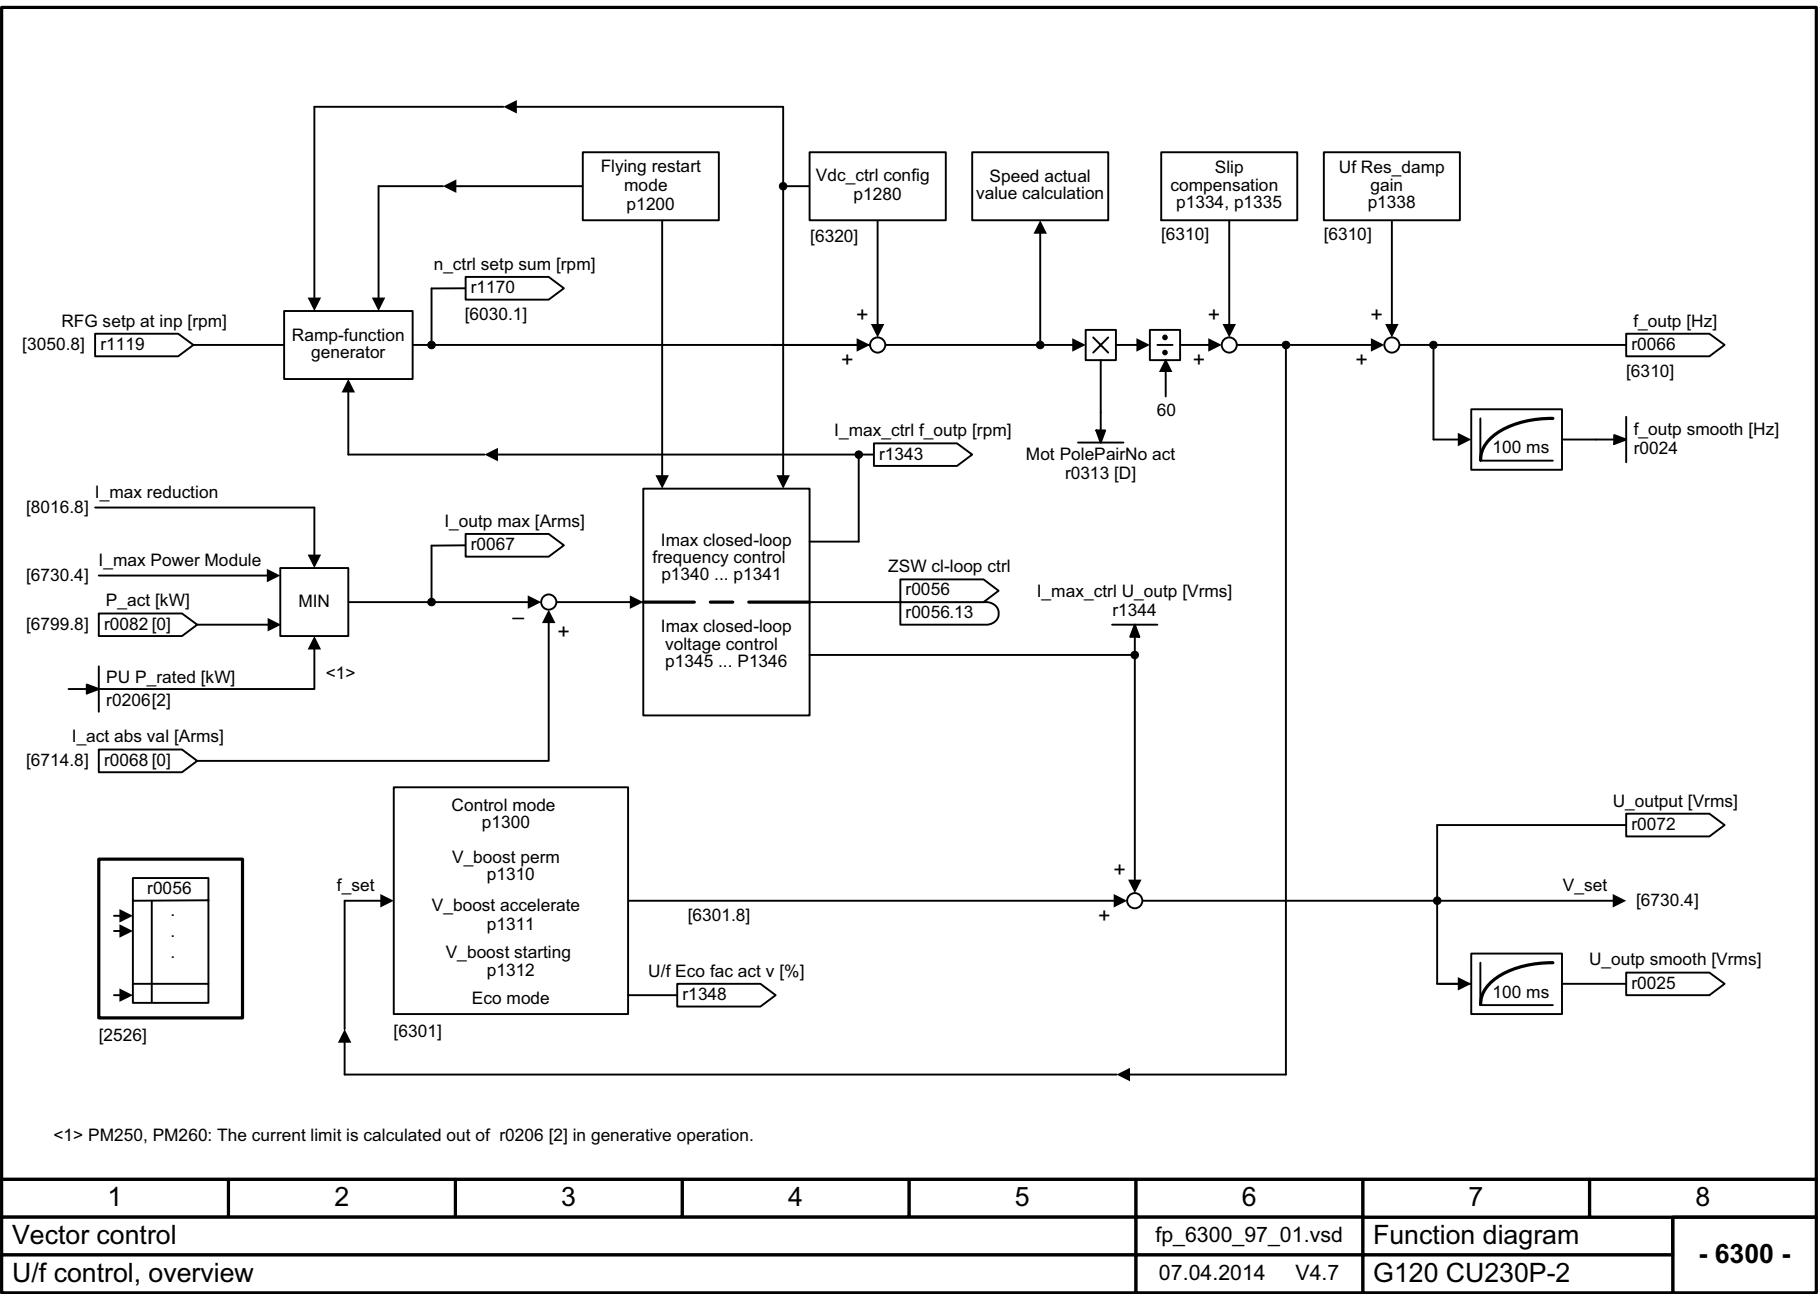 Flying restart
mode
p1200
Vdc_ctrl config
p1280
[6320]
Speed actual
value calculation
Slip
compensation
p1334, p1335
[6310]
Uf Res_damp
gain
p1338
[6310]
n_ctrl setp sum [rpm]
r1170
[6030.1]
RFG setp at inp [rpm]
[3050.8] r1119
Ramp-function
generator
+
+
×
÷
60
+
+
+
+
f_outp [Hz]
r0066
[6310]
Mot PolePairNo act
r0313 [D]
100 ms
f_outp smooth [Hz]
r0024
I_max_ctrl f_outp [rpm]
r1343
I_max reduction
[8016.8]
I_max Power Module
[6730.4]
P_act [kW]
[6799.8] r0082 [0]
PU P_rated [kW]
r0206[2]
<1>
MIN
I_outp max [Arms]
r0067
–
+
I_act abs val [Arms]
[6714.8] r0068 [0]
Imax closed-loop
frequency control
p1340 ... p1341
Imax closed-loop
voltage control
p1345 ... P1346
ZSW cl-loop ctrl
r0056
r0056.13
I_max_ctrl U_outp [Vrms]
r1344
r0056
.
.
.
[2526]
f_set
Control mode
p1300
V_boost perm
p1310
V_boost accelerate
p1311
V_boost starting
p1312
Eco mode
[6301]
[6301.8]
U/f Eco fac act v [%]
r1348
+
+
U_output [Vrms]
r0072
V_set
[6730.4]
100 ms
U_outp smooth [Vrms]
r0025
<1> PM250, PM260: The current limit is calculated out of r0206 [2] in generative operation.
1 2 3 4 5 6 7 8
Vector control
fp_6300_97_01.vsd
Function diagram
- 6300 -
U/f control, overview
07.04.2014 V4.7
G120 CU230P-2